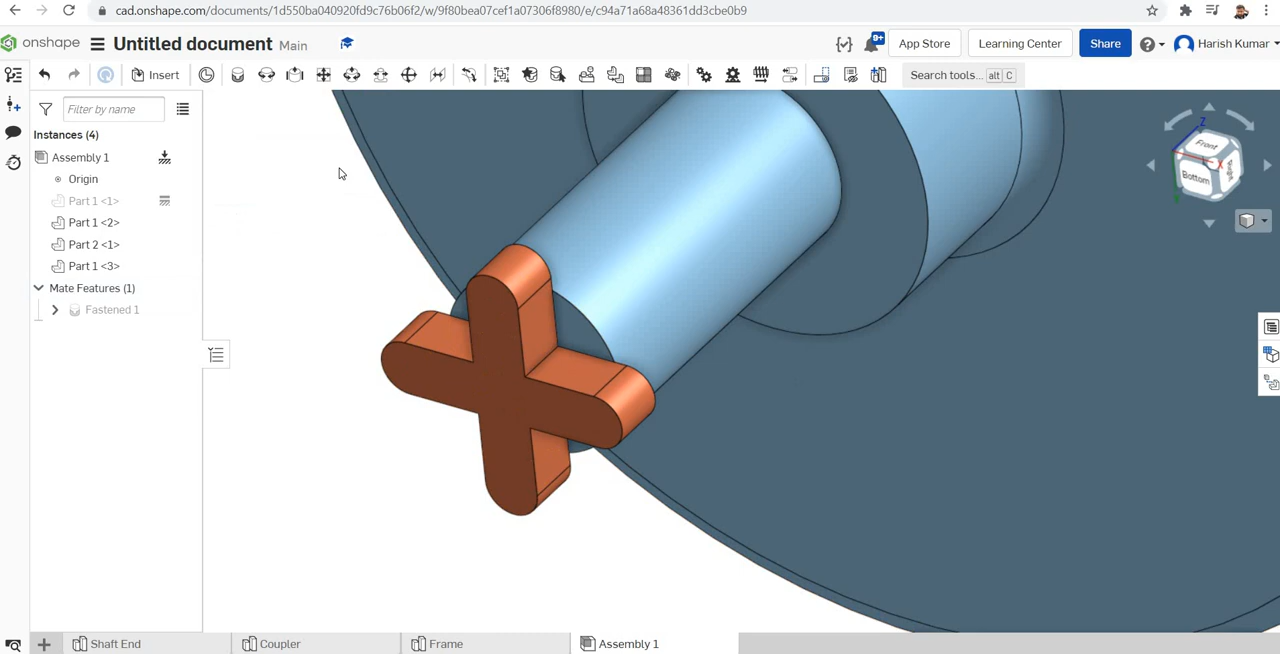 cad.onshape.com/documents/1d550ba040920fd9c76b06f2/w/9f80bea07cef1a07306f8980/e/c94a71a68a48361dd3cbe0b9
onshape Untitled document Main 9+ App Store Learning Center Share Harish Kumar
Insert Search tools... alt C
Filter by name
Instances (4)
Assembly 1
Origin
Part 1 <1>
Part 1 <2>
Part 2 <1>
Part 1 <3>
Mate Features (1)
Fastened 1
Z
Front
X
Bottom
Shaft End Coupler Frame Assembly 1